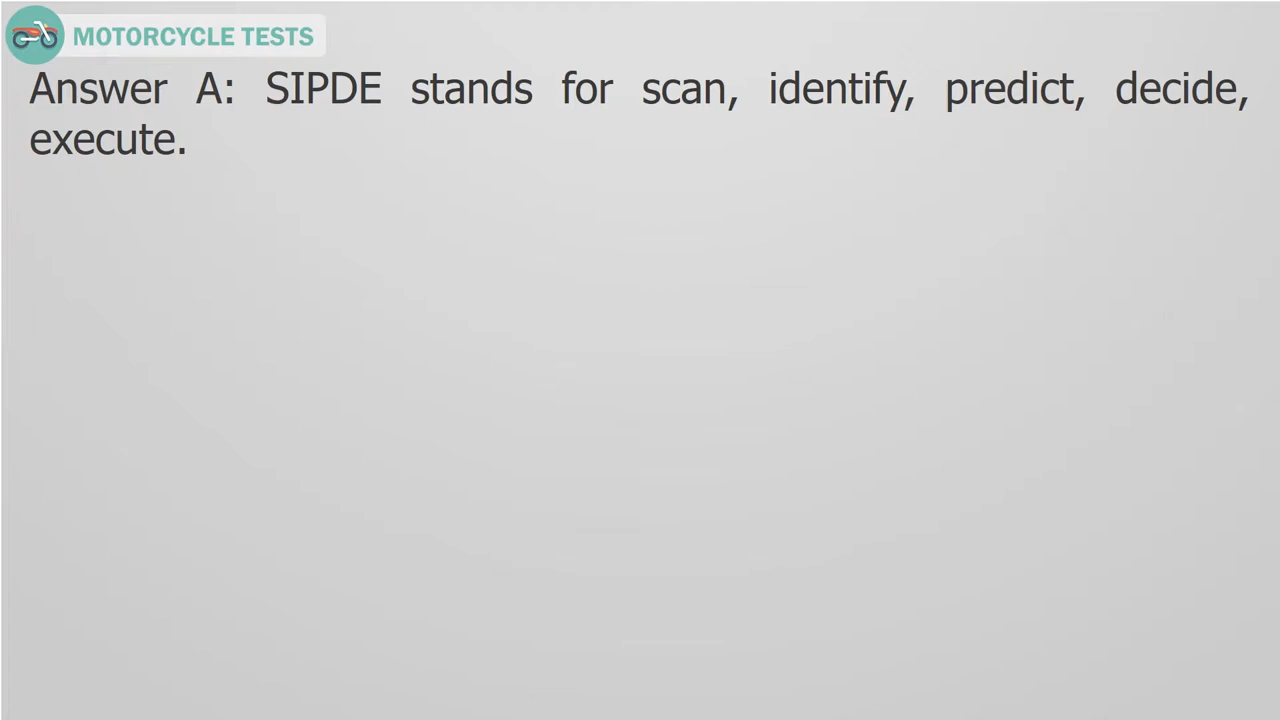 MOTORCYCLE TESTS
Answer A: SIPDE stands for scan, identify, predict, decide,
execute.